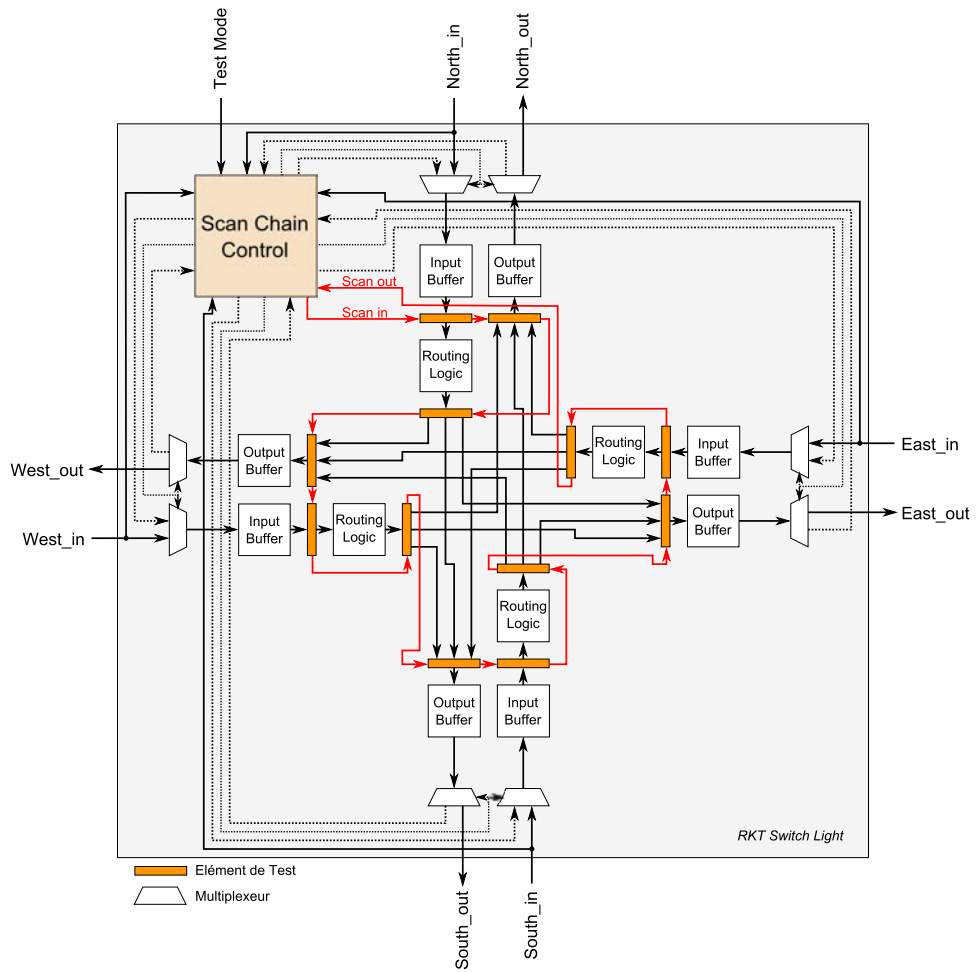 Test Mode
North_in
North_out
Scan Chain
Control
Input
Buffer
Output
Buffer
Scan out
Scan in
Routing
Logic
West_out
Output
Buffer
Routing
Logic
Input
Buffer
East_in
West_in
Input
Buffer
Routing
Logic
Output
Buffer
East_out
Routing
Logic
Output
Buffer
Input
Buffer
RKT Switch Light
Elément de Test
Multiplexeur
South_out
South_in